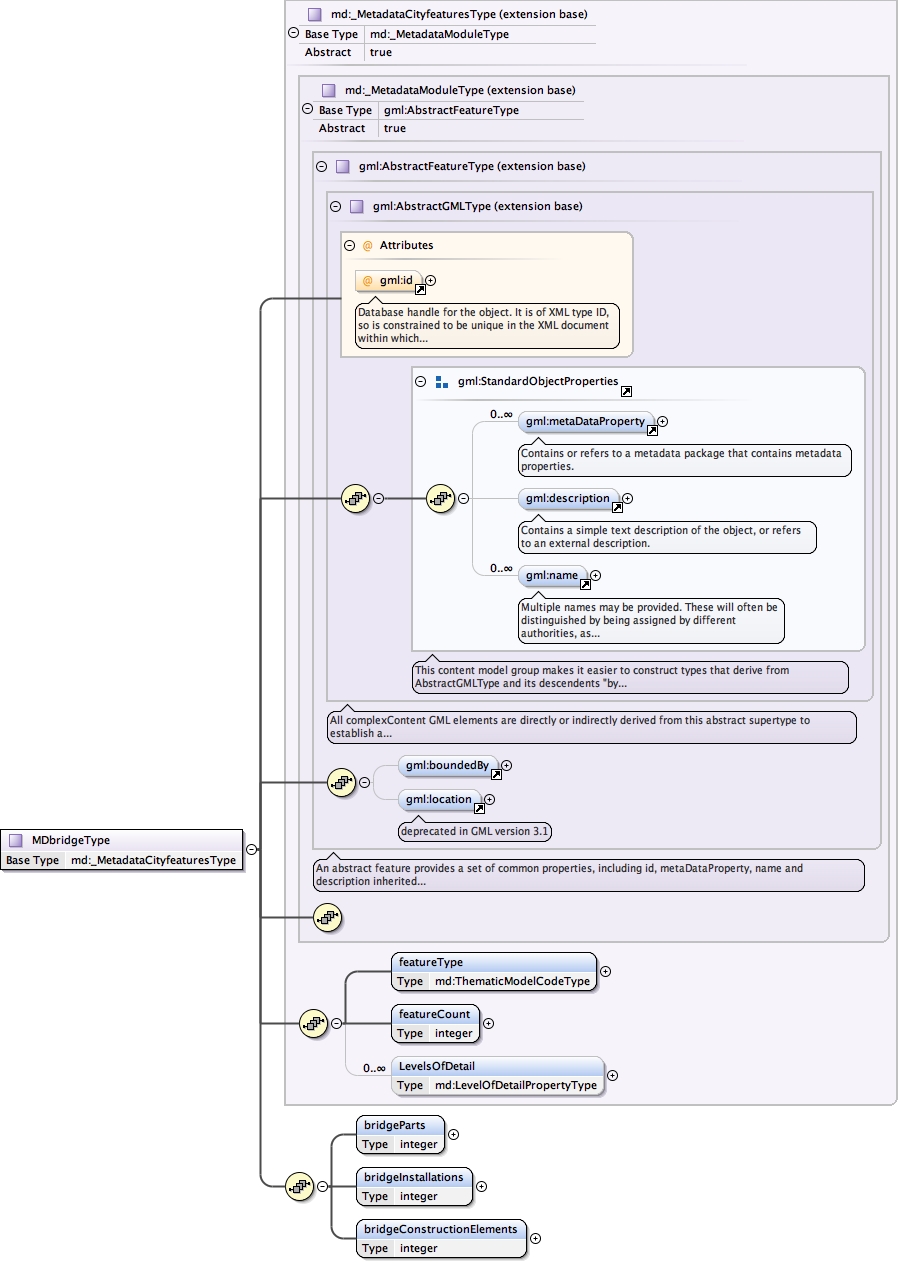 md:_MetadataCityfeaturesType (extension base)
Base Type md:_MetadataModuleType
Abstract true
md:_MetadataModuleType (extension base)
Base Type gml:AbstractFeatureType
Abstract true
gml:AbstractFeatureType (extension base)
gml:AbstractGMLType (extension base)
@ Attributes
@ gml:id
Database handle for the object. It is of XML type ID,
so is constrained to be unique in the XML document
within which...
gml:StandardObjectProperties
0..∞
gml:metaDataProperty
Contains or refers to a metadata package that contains metadata
properties.
gml:description
Contains a simple text description of the object, or refers
to an external description.
0..∞
gml:name
Multiple names may be provided. These will often be
distinguished by being assigned by different
authorities, as...
This content model group makes it easier to construct types that derive from
AbstractGMLType and its descendents "by...
All complexContent GML elements are directly or indirectly derived from this abstract supertype to
establish a...
gml:boundedBy
gml:location
deprecated in GML version 3.1
MDbridgeType
Base Type md:_MetadataCityfeaturesType
An abstract feature provides a set of common properties, including id, metaDataProperty, name and
description inherited...
featureType
Type md:ThematicModelCodeType
featureCount
Type integer
0..∞
LevelsOfDetail
Type md:LevelOfDetailPropertyType
bridgeParts
Type integer
bridgeInstallations
Type integer
bridgeConstructionElements
Type integer